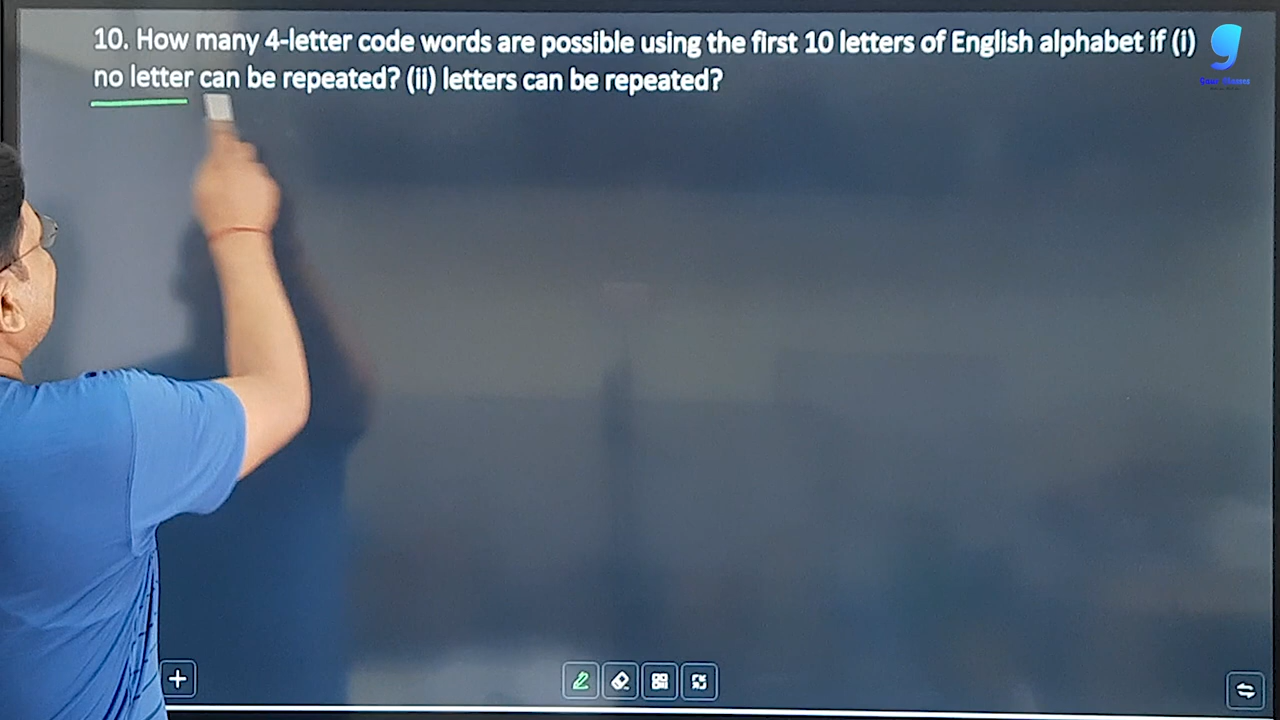 10. How many 4-letter code words are possible using the first 10 letters of English alphabet if (i)
no letter can be repeated? (ii) letters can be repeated?